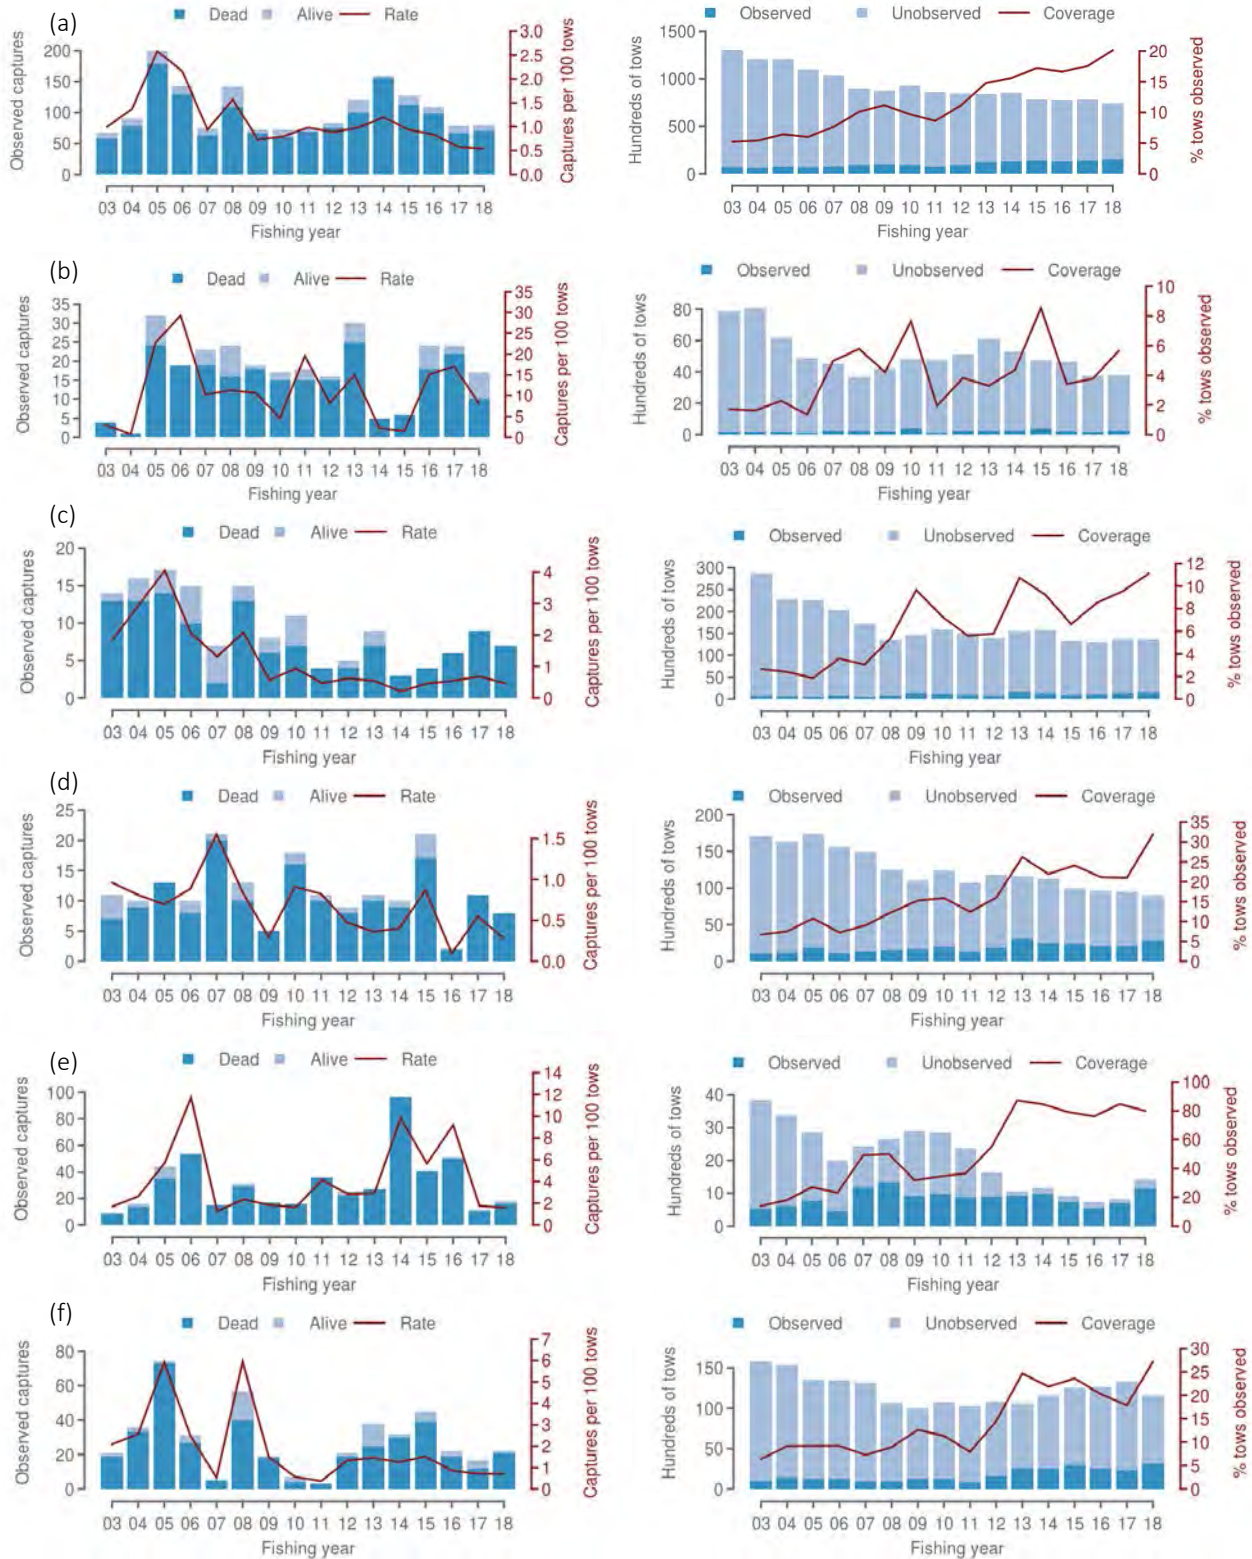 (a)
Dead Alive Rate
Observed captures
200
150
100
50
0
3.0
2.5
2.0
1.5
1.0
0.5
0.0
Captures per 100 tows
03 04 05 06 07 08 09 10 11 12 13 14 15 16 17 18
Fishing year
Observed Unobserved Coverage
Hundreds of tows
1500
1000
500
0
20
15
10
5
0
% tows observed
03 04 05 06 07 08 09 10 11 12 13 14 15 16 17 18
Fishing year
(b)
Dead Alive Rate
Observed captures
35
30
25
20
15
10
5
0
35
30
25
20
15
10
5
0
Captures per 100 tows
03 04 05 06 07 08 09 10 11 12 13 14 15 16 17 18
Fishing year
Observed Unobserved Coverage
Hundreds of tows
80
60
40
20
0
10
8
6
4
2
0
% tows observed
03 04 05 06 07 08 09 10 11 12 13 14 15 16 17 18
Fishing year
(c)
Dead Alive Rate
Observed captures
20
15
10
5
0
4
3
2
1
0
Captures per 100 tows
03 04 05 06 07 08 09 10 11 12 13 14 15 16 17 18
Fishing year
Observed Unobserved Coverage
Hundreds of tows
300
250
200
150
100
50
0
12
10
8
6
4
2
0
% tows observed
03 04 05 06 07 08 09 10 11 12 13 14 15 16 17 18
Fishing year
(d)
Dead Alive Rate
Observed captures
25
20
15
10
5
0
1.5
1.0
0.5
0.0
Captures per 100 tows
03 04 05 06 07 08 09 10 11 12 13 14 15 16 17 18
Fishing year
Observed Unobserved Coverage
Hundreds of tows
200
150
100
50
0
35
30
25
20
15
10
5
0
% tows observed
03 04 05 06 07 08 09 10 11 12 13 14 15 16 17 18
Fishing year
(e)
Dead Alive Rate
Observed captures
100
80
60
40
20
0
14
12
10
8
6
4
2
0
Captures per 100 tows
03 04 05 06 07 08 09 10 11 12 13 14 15 16 17 18
Fishing year
Observed Unobserved Coverage
Hundreds of tows
40
30
20
10
0
100
80
60
40
20
0
% tows observed
03 04 05 06 07 08 09 10 11 12 13 14 15 16 17 18
Fishing year
(f)
Dead Alive Rate
Observed captures
80
60
40
20
0
7
6
5
4
3
2
1
0
Captures per 100 tows
03 04 05 06 07 08 09 10 11 12 13 14 15 16 17 18
Fishing year
Observed Unobserved Coverage
Hundreds of tows
150
100
50
0
30
25
20
15
10
5
0
% tows observed
03 04 05 06 07 08 09 10 11 12 13 14 15 16 17 18
Fishing year